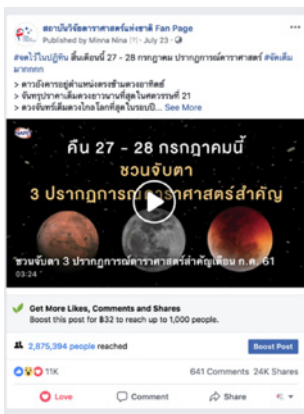 สถาบันวิจัยดาราศาสตร์แห่งชาติ Fan Page
Published by Minna Nina [?] · July 23 ·
#จดไว้ในปฏิทิน สิ้นเดือนนี้ 27 - 28 กรกฎาคม ปรากฏการณ์ดาราศาสตร์ #จัดเต็ม
มากกกก
> ดาวอังคารอยู่ตำแหน่งตรงข้ามดวงอาทิตย์
> จันทรุปราคาเต็มดวงยาวนานที่สุดในศตวรรษที่ 21
> ดวงจันทร์เต็มดวงไกลโลกที่สุดในรอบปี... See More
NARIT
คืน 27 - 28 กรกฎาคมนี้
ชวนจับตา
3 ปรากฏการณ์ดาราศาสตร์สำคัญ
ชวนจับตา 3 ปรากฏการณ์ดาราศาสตร์สำคัญเดือน ก.ค. 61
03:24
Get More Likes, Comments and Shares
Boost this post for ฿32 to reach up to 1,000 people.
2,875,394 people reached
Boost Post
11K
641 Comments 24K Shares
Love
Comment
Share